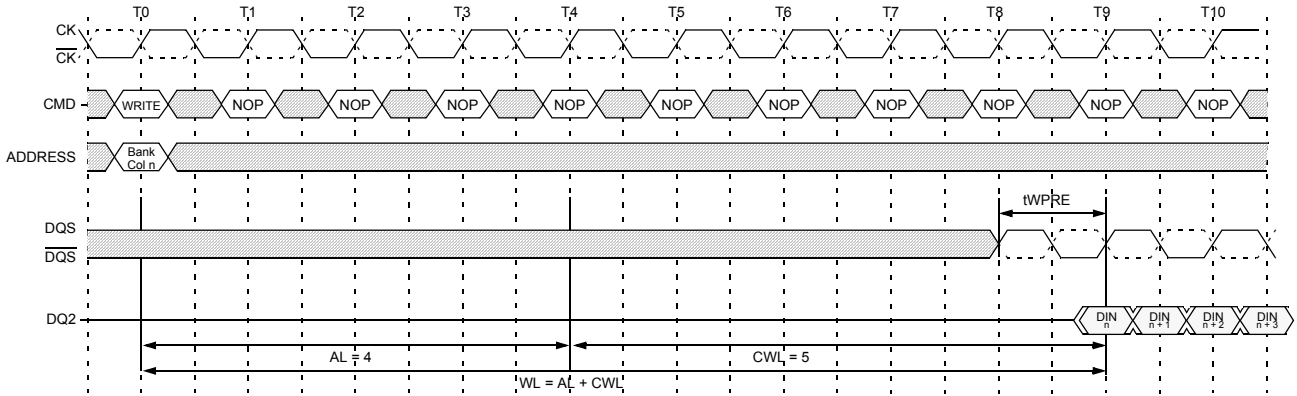 T0 T1 T2 T3 T4 T5 T6 T7 T8 T9 T10
CK
CK
CMD WRITE NOP NOP NOP NOP NOP NOP NOP NOP NOP NOP
ADDRESS Bank
Col n
tWPRE
DQS
DQS
DQ2 DIN n DIN n + 1 DIN n + 2 DIN n + 3
AL = 4 CWL = 5
WL = AL + CWL